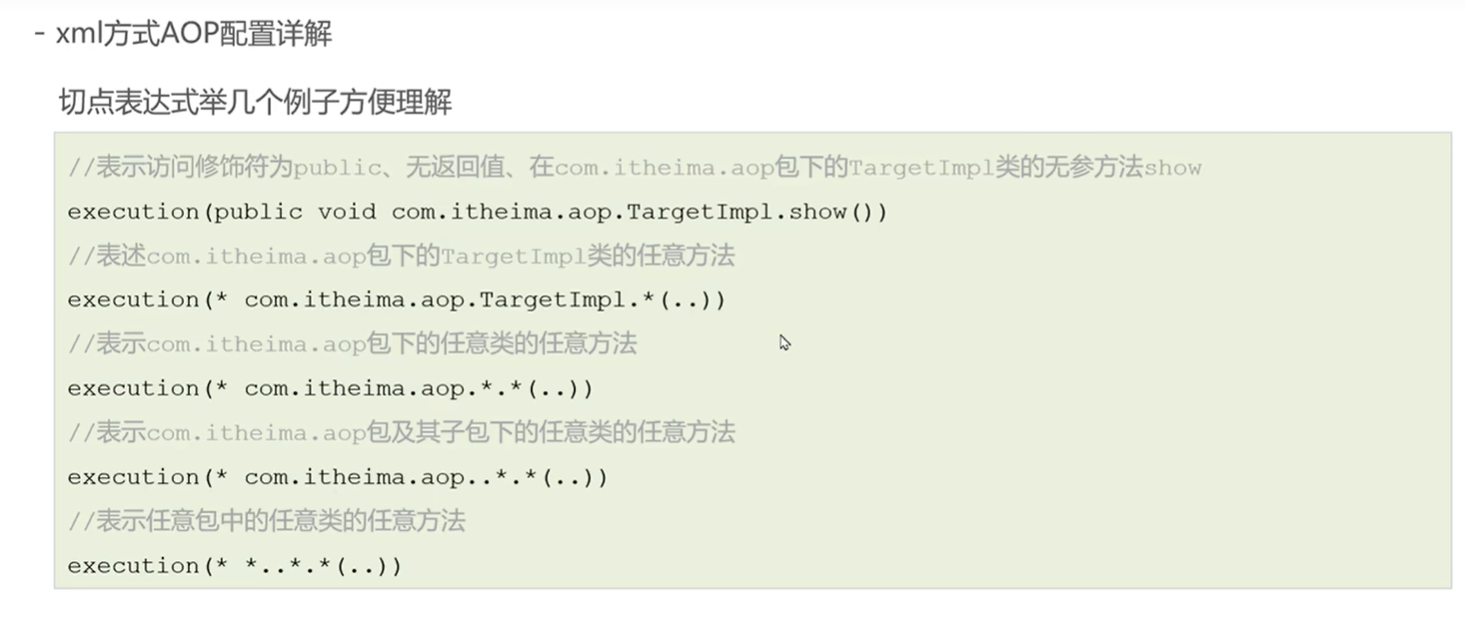 - xml方式AOP配置详解
切点表达式举几个例子方便理解
//表示访问修饰符为public、无返回值、在com.itheima.aop包下的TargetImpl类的无参方法show
execution(public void com.itheima.aop.TargetImpl.show())
//表述com.itheima.aop包下的TargetImpl类的任意方法
execution(* com.itheima.aop.TargetImpl.*(..))
//表示com.itheima.aop包下的任意类的任意方法
execution(* com.itheima.aop.*.*(..))
//表示com.itheima.aop包及其子包下的任意类的任意方法
execution(* com.itheima.aop..*.*(..))
//表示任意包中的任意类的任意方法
execution(* *..*.*(..))